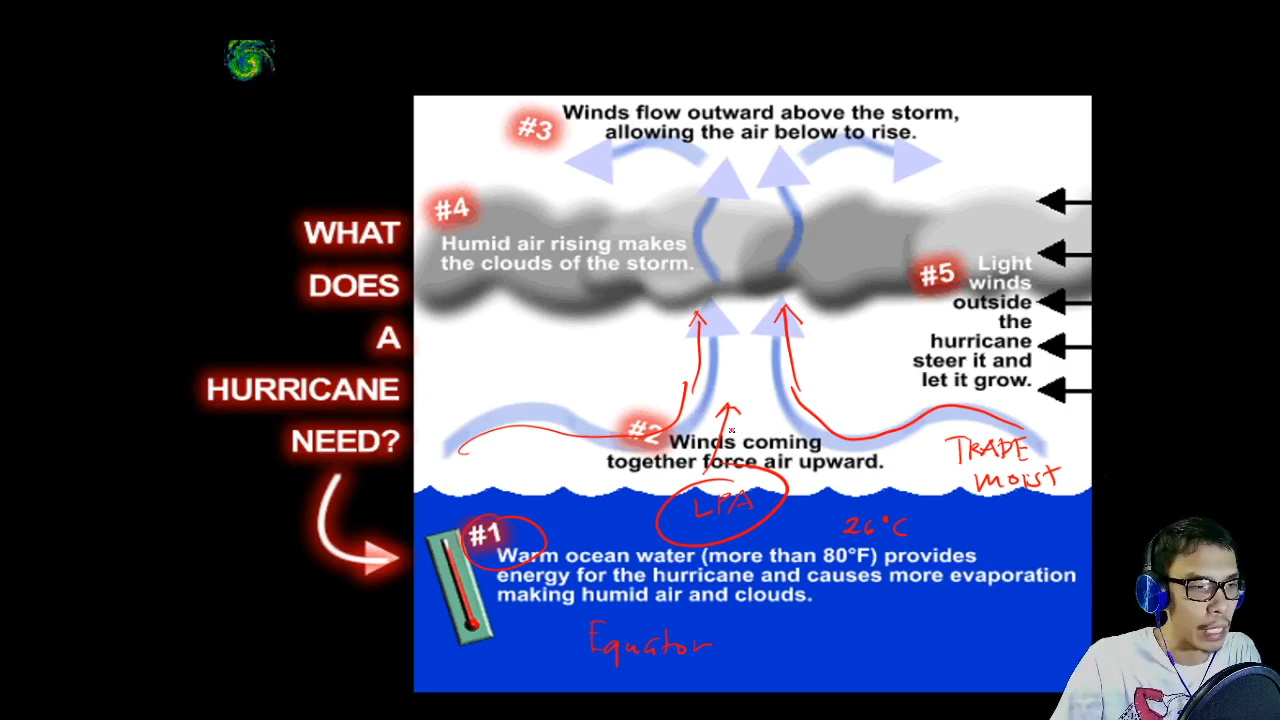 #3
Winds flow outward above the storm,
allowing the air below to rise.
#4
Humid air rising makes
the clouds of the storm.
WHAT
DOES
A
HURRICANE
NEED?
#5
Light
winds
outside
the
hurricane
steer it and
let it grow.
#2
Winds coming
together force air upward.
TRADE
moist
LPA
26°C
#1
Warm ocean water (more than 80°F) provides
energy for the hurricane and causes more evaporation
making humid air and clouds.
Equator